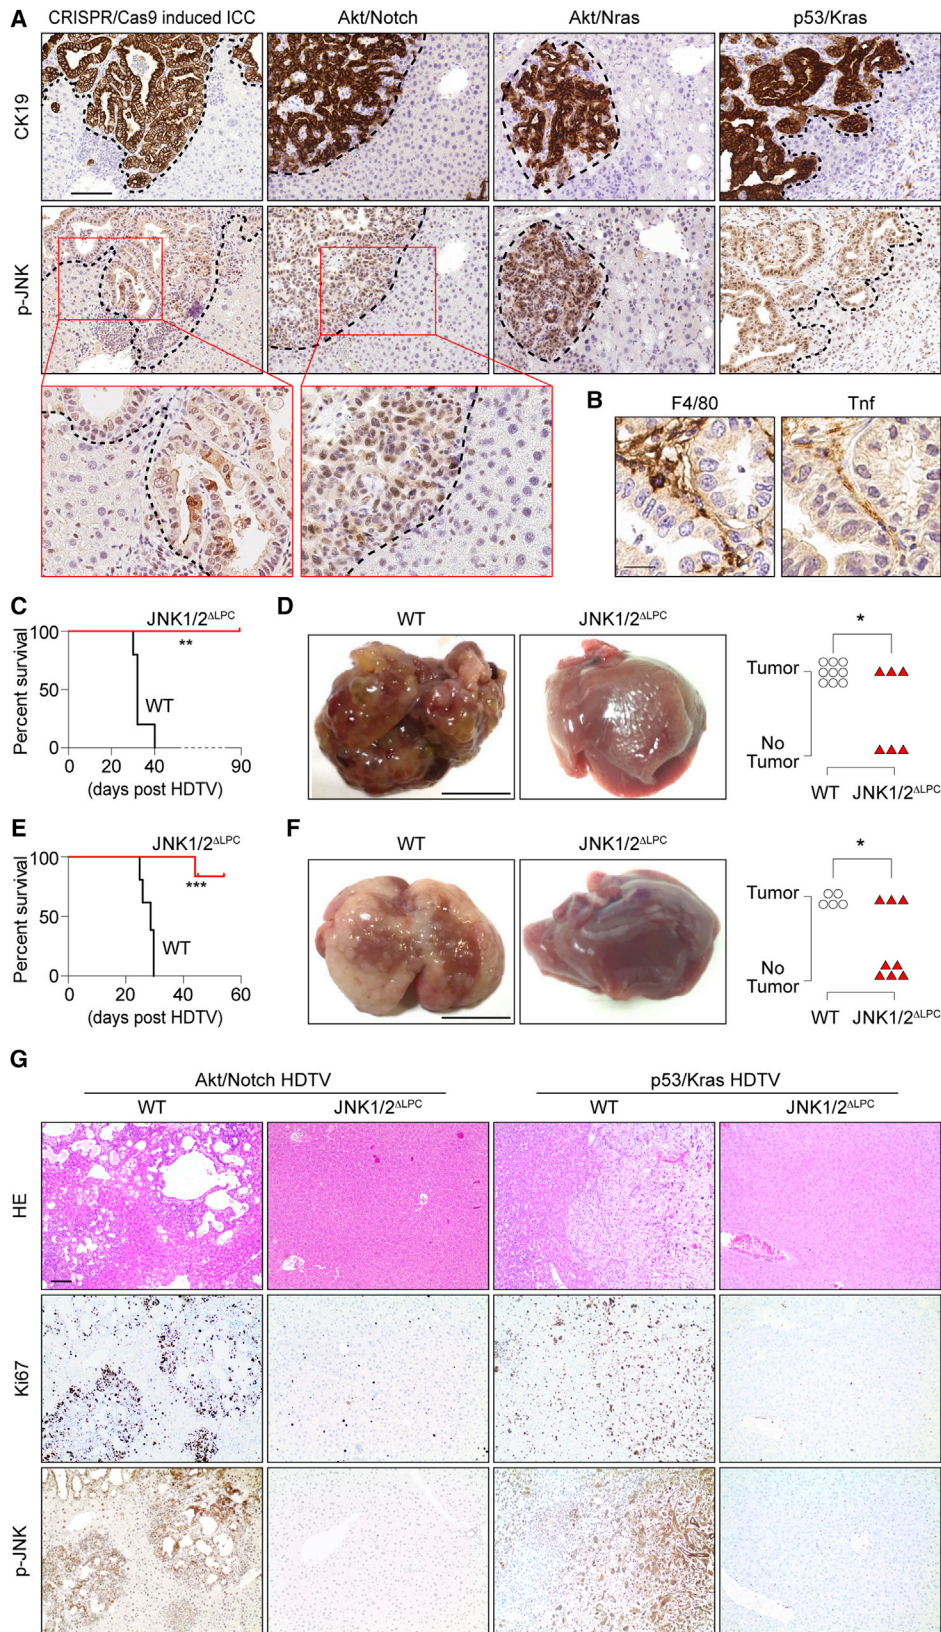 A
CRISPR/Cas9 induced ICC
Akt/Notch
Akt/Nras
p53/Kras
CK19
p-JNK
B
F4/80
Tnf
C
JNK1/2ΔLPC
100
**
50
WT
0
Percent survival
0 40 90
(days post HDTV)
D
WT
JNK1/2ΔLPC
*
Tumor
No
Tumor
WT JNK1/2ΔLPC
E
JNK1/2ΔLPC
100
***
50
WT
0
Percent survival
0 20 40 60
(days post HDTV)
F
WT
JNK1/2ΔLPC
*
Tumor
No
Tumor
WT JNK1/2ΔLPC
G
Akt/Notch HDTV
p53/Kras HDTV
WT
JNK1/2ΔLPC
WT
JNK1/2ΔLPC
HE
Ki67
p-JNK